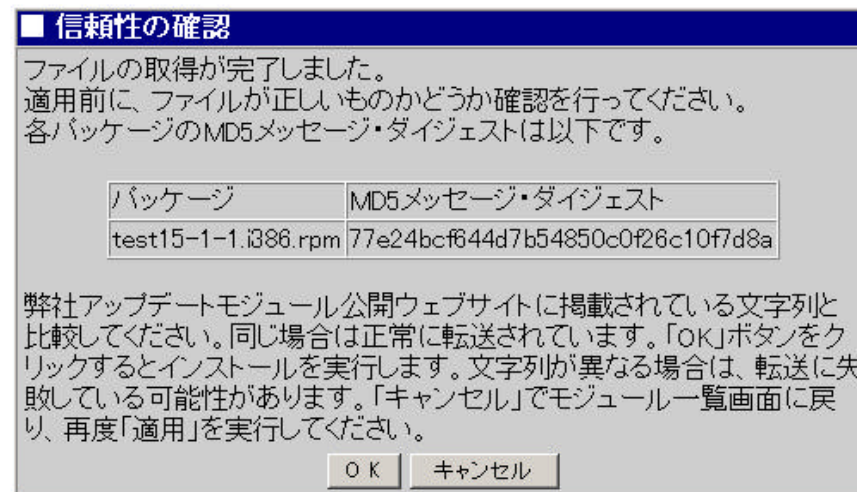 ■ 信頼性の確認
ファイルの取得が完了しました。
適用前に、ファイルが正しいものかどうか確認を行ってください。
各パッケージのMD5メッセージ・ダイジェストは以下です。
パッケージ MD5メッセージ・ダイジェスト
test15-1-1.i386.rpm 77e24bcf644d7b54850c0f26c10f7d8a
弊社アップデートモジュール公開ウェブサイトに掲載されている文字列と
比較してください。同じ場合は正常に転送されています。「OK」ボタンをク
リックするとインストールを実行します。文字列が異なる場合は、転送に失
敗している可能性があります。「キャンセル」でモジュール一覧画面に戻
り、再度「適用」を実行してください。
OK キャンセル